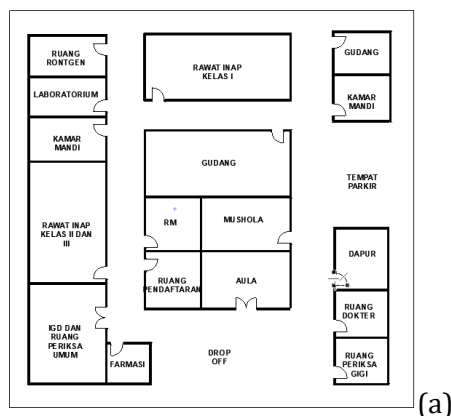 RUANG
RONTGEN
LABORATORIUM
KAMAR
MANDI
RAWAT INAP
KELAS II DAN
III
IGD DAN
RUANG
PERIKSA
UMUM
FARMASI
RAWAT INAP
KELAS I
GUDANG
RM
MUSHOLA
RUANG
PENDAFTARAN
AULA
DROP
OFF
GUDANG
KAMAR
MANDI
TEMPAT
PARKIR
DAPUR
RUANG
DOKTER
RUANG
PERIKSA
GIGI
(a)